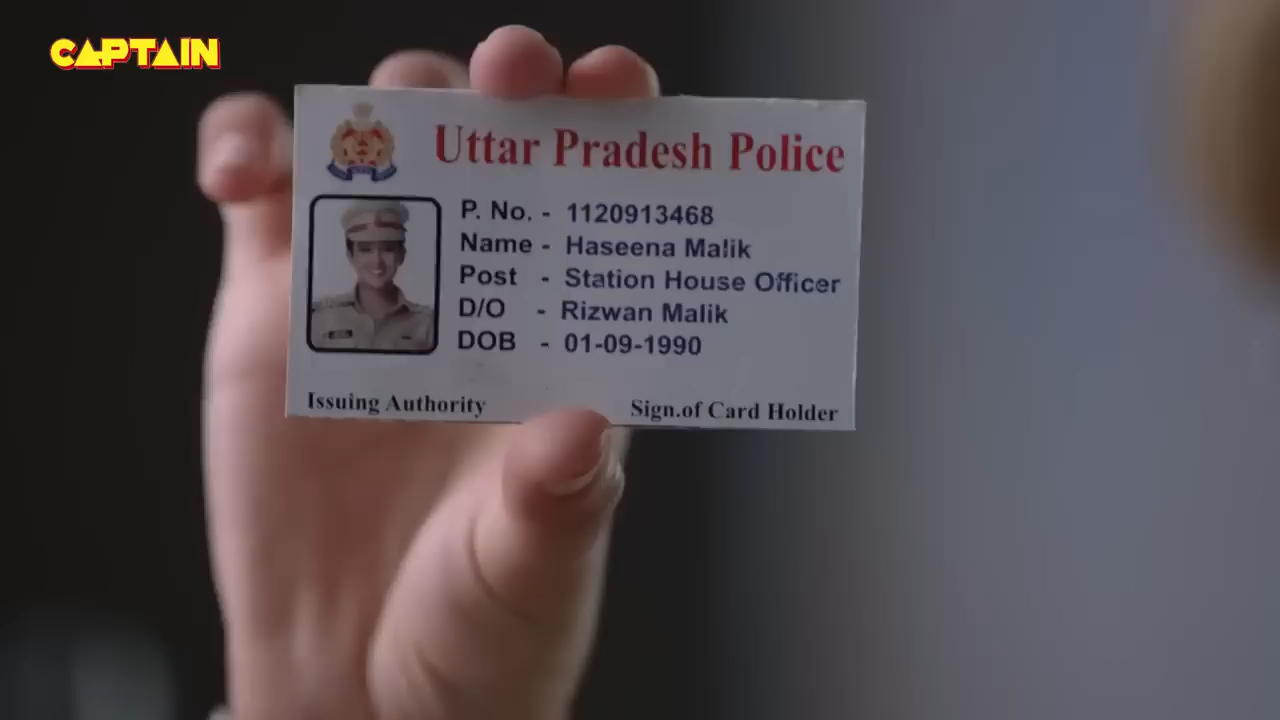 CAPTAIN
Uttar Pradesh Police
P. No. - 1120913468
Name - Haseena Malik
Post - Station House Officer
D/O - Rizwan Malik
DOB - 01-09-1990
Issuing Authority
Sign.of Card Holder